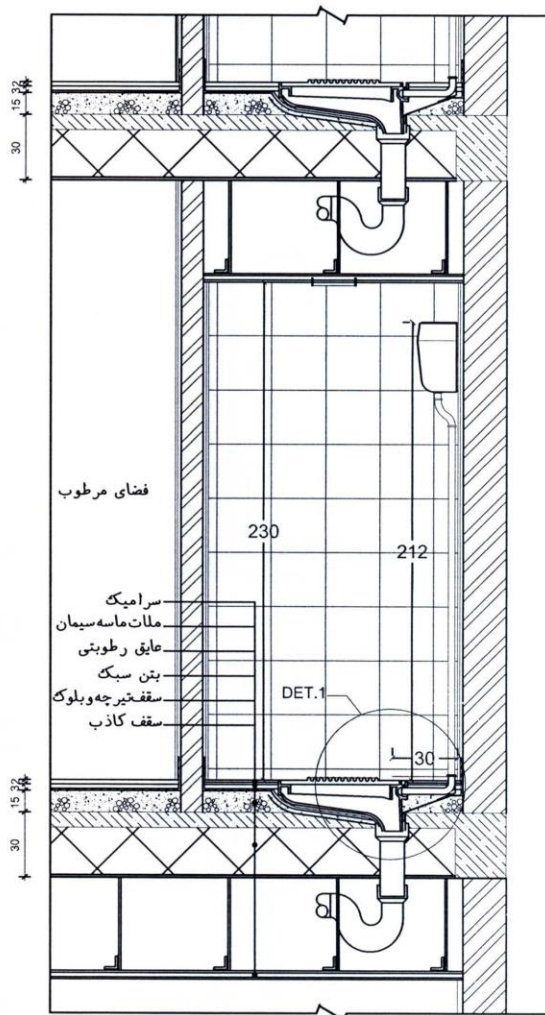 15 32
30
فضای مرطوب
230
212
سرامیک
ملات ماسه سیمان
عایق رطوبتی
بتن سبک
سقف تیرچه و بلوک
سقف کاذب
DET.1
30
15 32
30